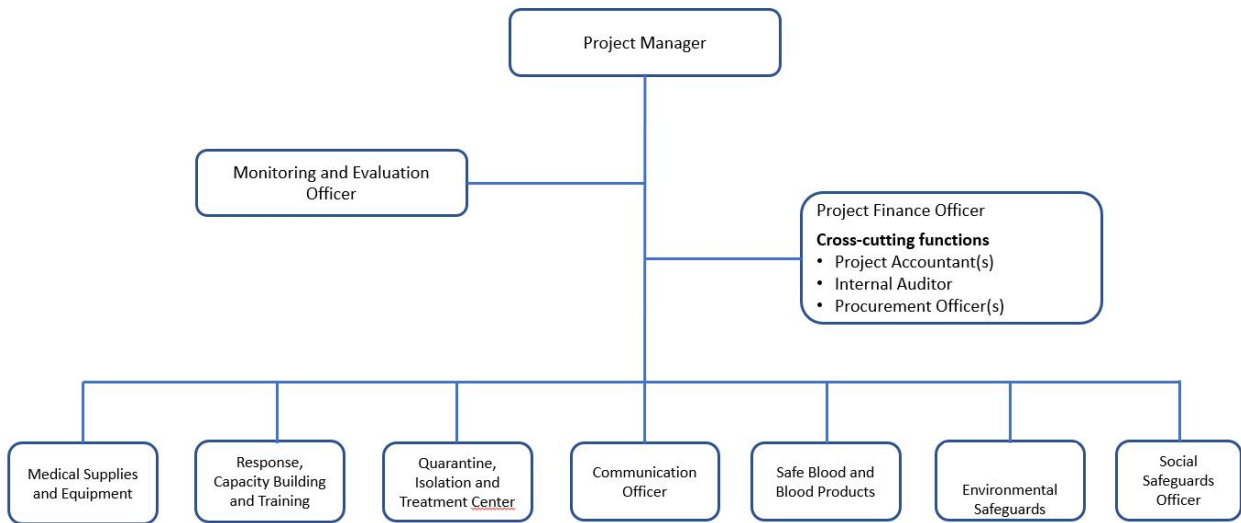 Project Manager
Monitoring and Evaluation
Officer
Project Finance Officer
Cross-cutting functions
• Project Accountant(s)
• Internal Auditor
• Procurement Officer(s)
Medical Supplies
and Equipment
Response,
Capacity Building
and Training
Quarantine,
Isolation and
Treatment Center
Communication
Officer
Safe Blood and
Blood Products
Environmental
Safeguards
Social
Safeguards
Officer